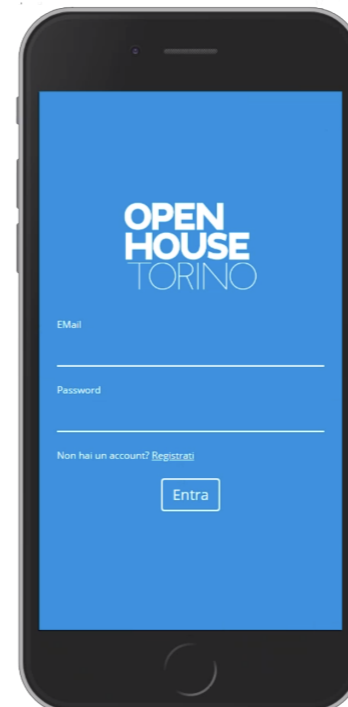 OPEN
HOUSE
TORINO
EMail
Password
Non hai un account? Registrati
Entra